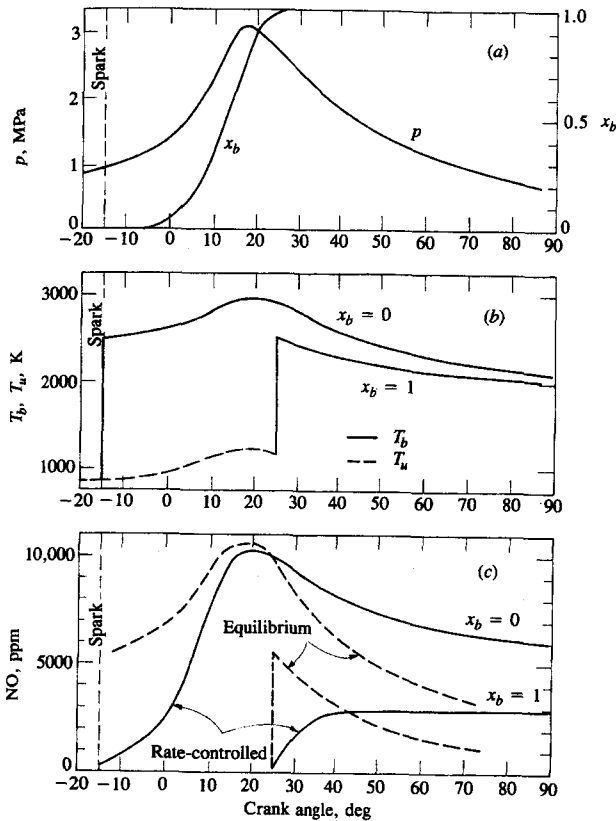 (a)
3
2
1
0
p, MPa
Spark
x_b
p
1.0
0.5
0
x_b
−20 −10 0 10 20 30 40 50 60 70 80 90
(b)
3000
2000
1000
T_b, T_u, K
Spark
x_b = 0
x_b = 1
T_b
T_u
−20 −10 0 10 20 30 40 50 60 70 80 90
(c)
10,000
5000
0
NO, ppm
Spark
x_b = 0
Equilibrium
x_b = 1
Rate-controlled
−20 −10 0 10 20 30 40 50 60 70 80 90
Crank angle, deg